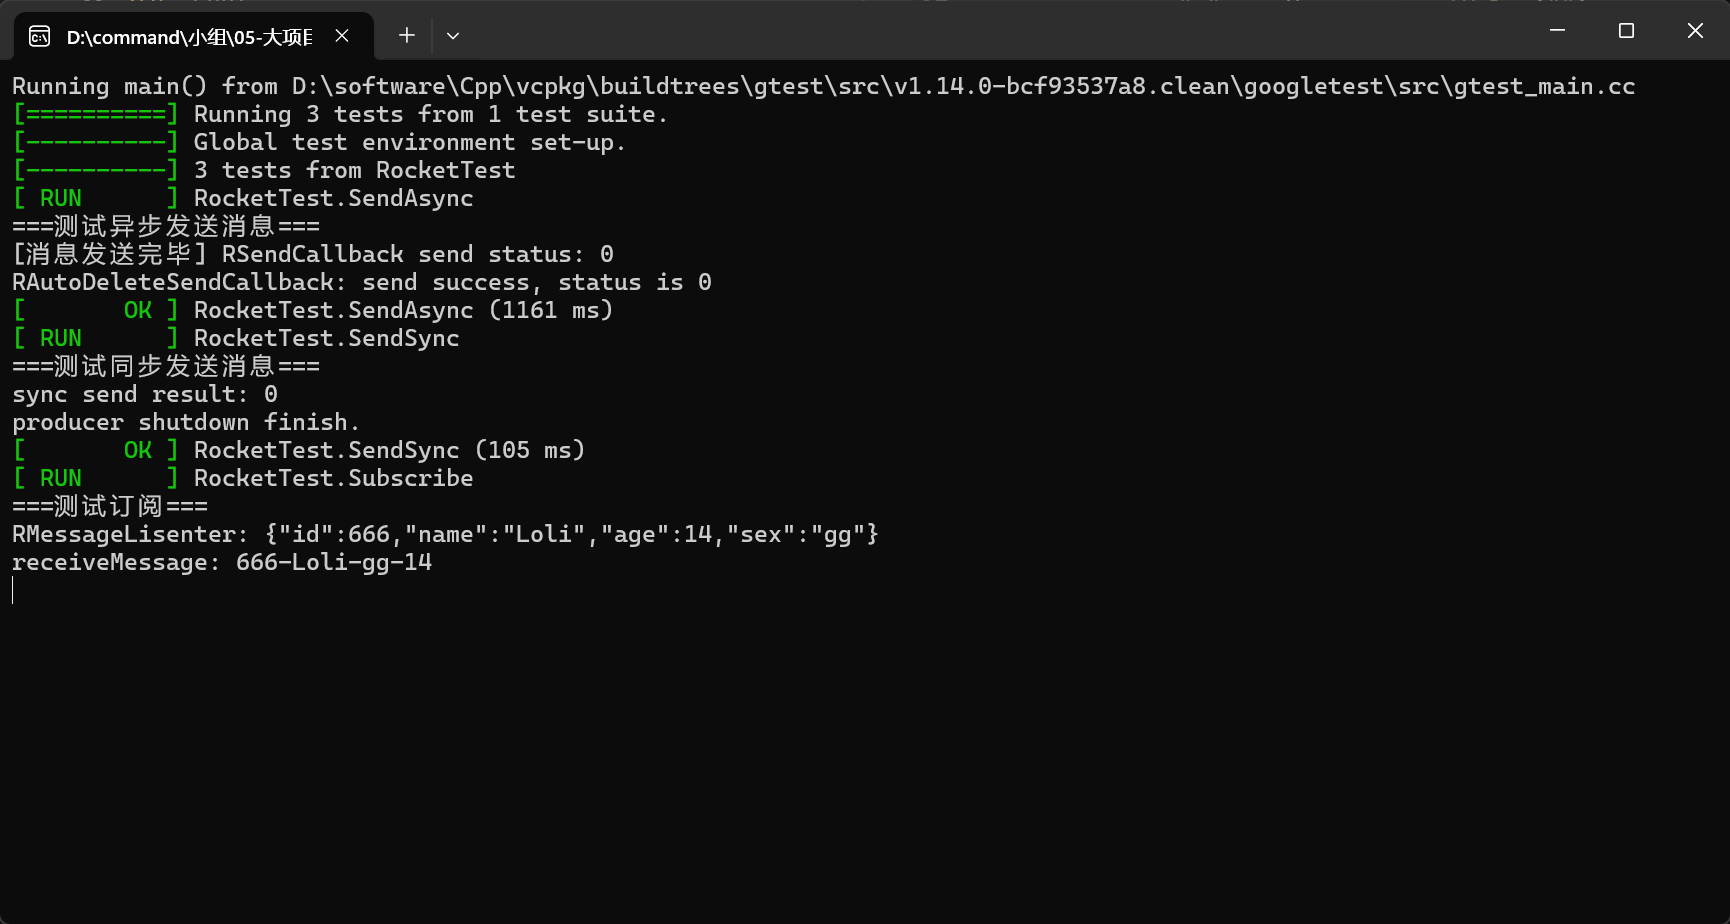 D:\command\小组\05-大项目
Running main() from D:\software\Cpp\vcpkg\buildtrees\gtest\src\v1.14.0-bcf93537a8.clean\googletest\src\gtest_main.cc
[==========] Running 3 tests from 1 test suite.
[----------] Global test environment set-up.
[----------] 3 tests from RocketTest
[ RUN      ] RocketTest.SendAsync
===测试异步发送消息===
[消息发送完毕] RSendCallback send status: 0
RAutoDeleteSendCallback: send success, status is 0
[       OK ] RocketTest.SendAsync (1161 ms)
[ RUN      ] RocketTest.SendSync
===测试同步发送消息===
sync send result: 0
producer shutdown finish.
[       OK ] RocketTest.SendSync (105 ms)
[ RUN      ] RocketTest.Subscribe
===测试订阅===
RMessageLisenter: {"id":666,"name":"Loli","age":14,"sex":"gg"}
receiveMessage: 666-Loli-gg-14